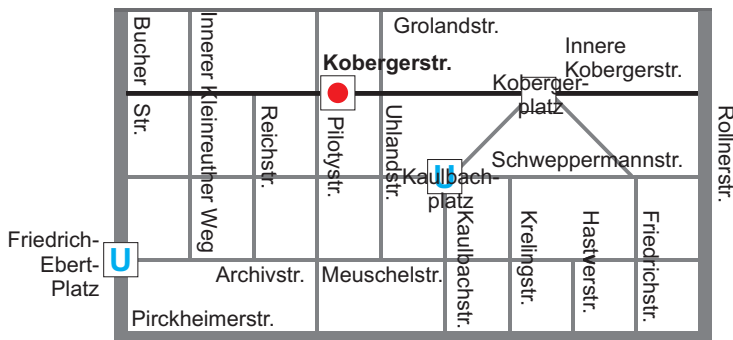 Grolandstr.
Innere
Kobergerstr.
Bucher
Str.
Innerer Kleinreuther Weg
Kobergerstr.
Koberger-
platz
Reichstr.
Pilotystr.
Uhlandstr.
Rollnerstr.
Schweppermannstr.
U
Kaulbach-
platz
Kaulbachstr.
Krelingstr.
Hastverstr.
Friedrichstr.
Friedrich-
Ebert-
Platz
U
Archivstr.
Meuschelstr.
Pirckheimerstr.